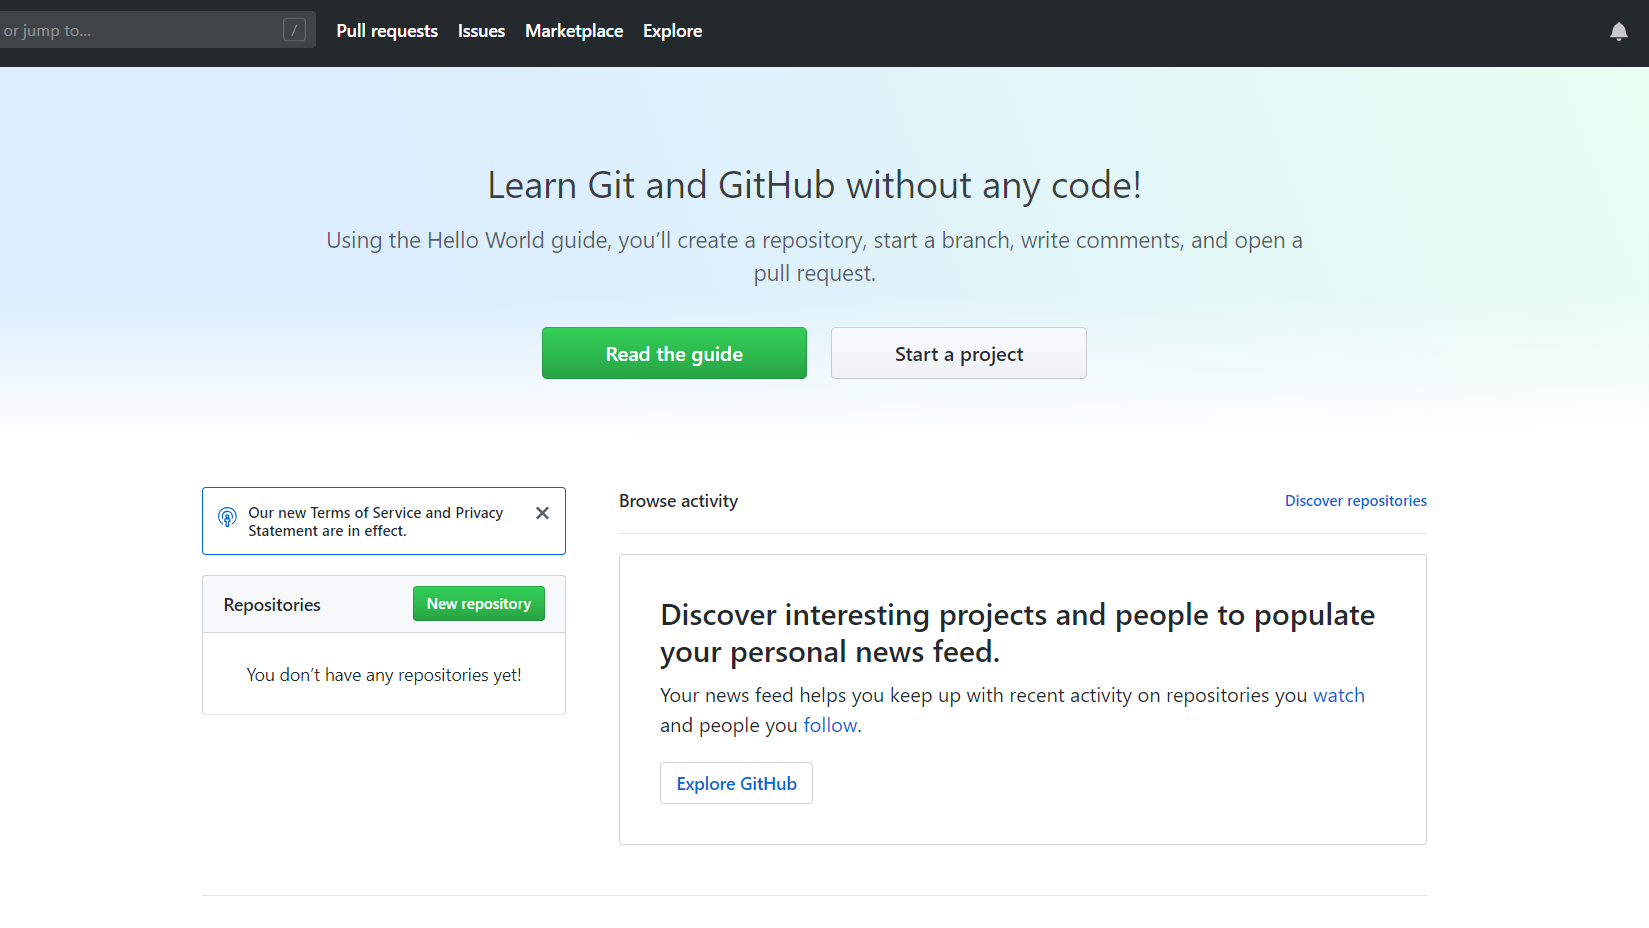 or jump to...
/
Pull requests Issues Marketplace Explore
Learn Git and GitHub without any code!
Using the Hello World guide, you’ll create a repository, start a branch, write comments, and open a
pull request.
Read the guide
Start a project
Our new Terms of Service and Privacy
Statement are in effect.
Repositories
New repository
You don’t have any repositories yet!
Browse activity
Discover repositories
Discover interesting projects and people to populate
your personal news feed.
Your news feed helps you keep up with recent activity on repositories you watch
and people you follow.
Explore GitHub